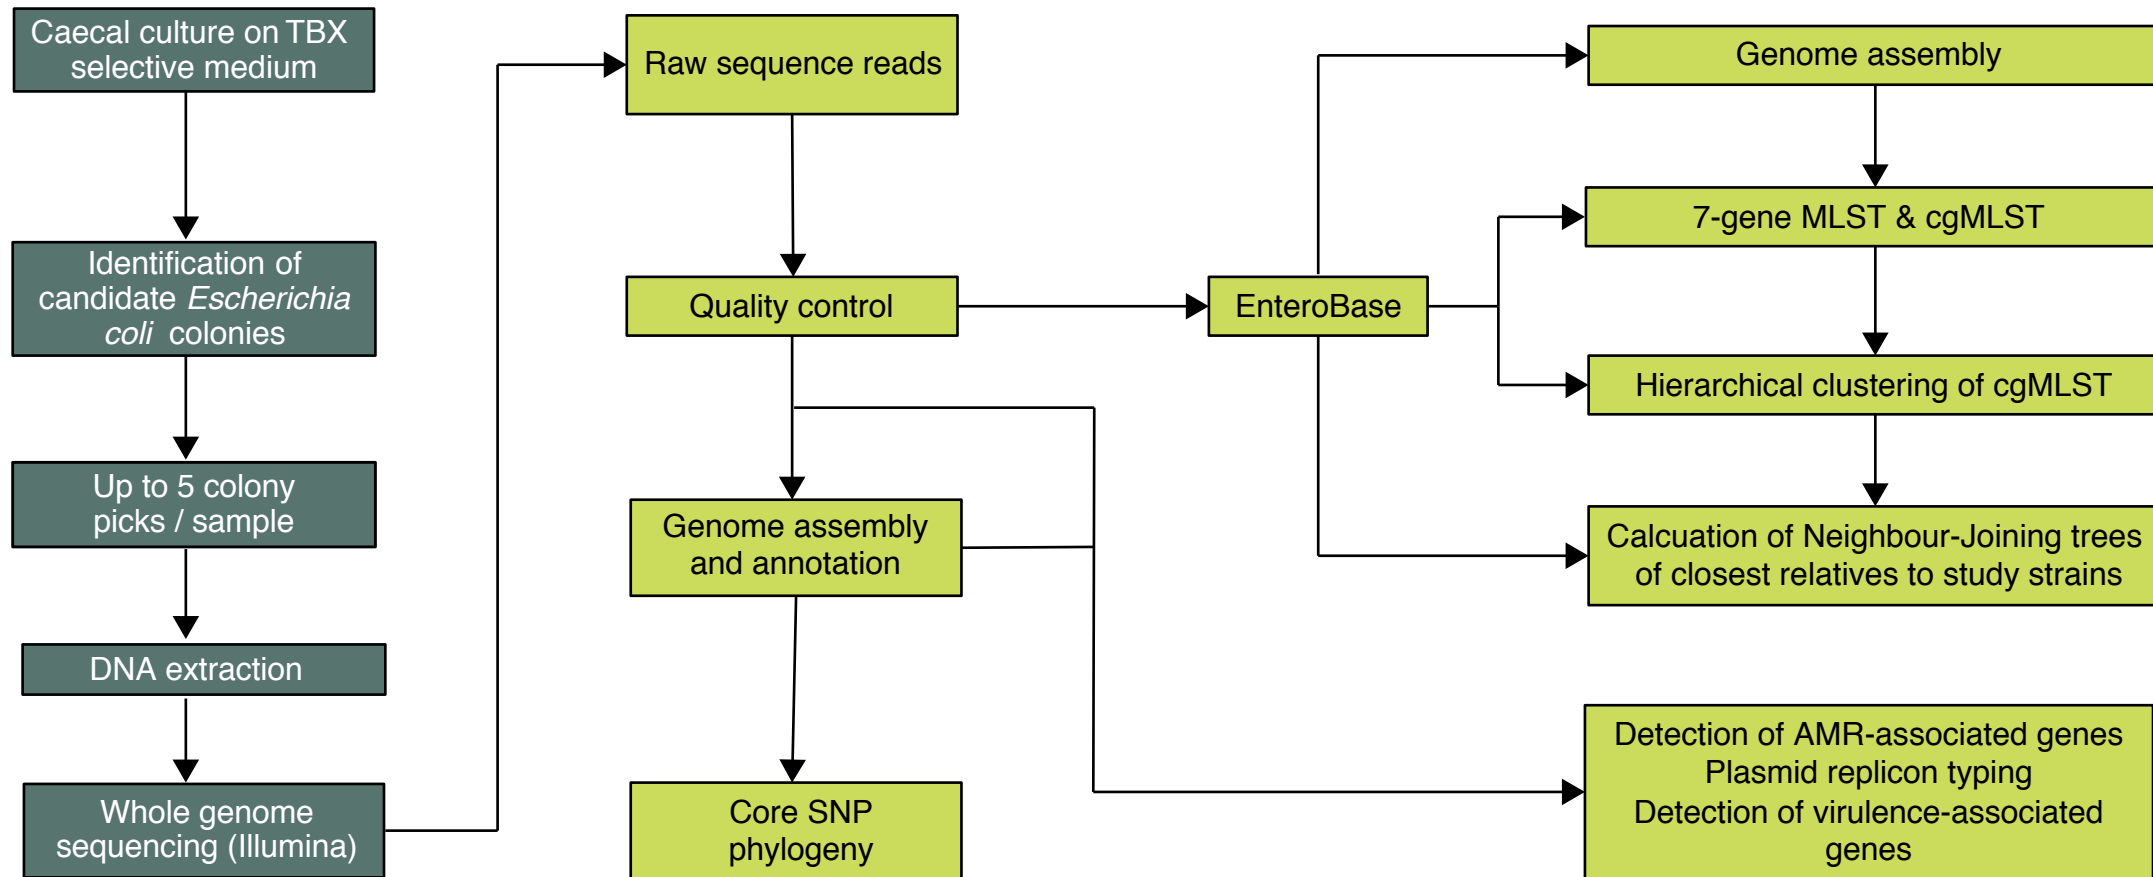 Caecal culture on TBX
selective medium
Identification of
candidate Escherichia
coli colonies
Up to 5 colony
picks / sample
DNA extraction
Whole genome
sequencing (Illumina)
Raw sequence reads
Quality control
Genome assembly
and annotation
Core SNP
phylogeny
EnteroBase
Genome assembly
7-gene MLST & cgMLST
Hierarchical clustering of cgMLST
Calcuation of Neighbour-Joining trees
of closest relatives to study strains
Detection of AMR-associated genes
Plasmid replicon typing
Detection of virulence-associated
genes